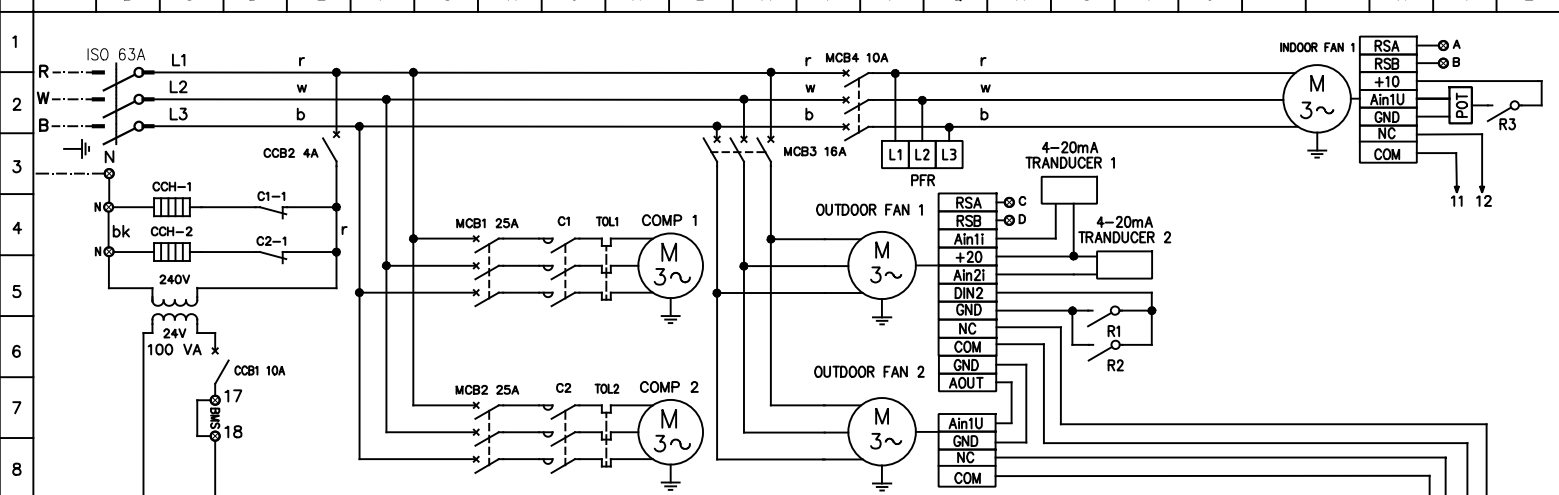 1
ISO 63A
L1
r
r
MCB4 10A
r
INDOOR FAN 1
RSA
A
R
RSB
B
L2
w
w
w
M
3~
+10
2
W
Ain1U
POT
L3
b
b
b
GND
R3
B
NC
COM
N
CCB2 4A
MCB3 16A
L1 L2 L3
PFR
4-20mA
TRANDUCER 1
3
11 12
CCH-1
C1-1
N
bk
r
4
CCH-2
C2-1
N
MCB1 25A
C1
TOL1
COMP 1
M
3~
OUTDOOR FAN 1
M
3~
RSA
C
RSB
D
Ain1i
+20
Ain2i
DIN2
GND
NC
COM
GND
AOUT
4-20mA
TRANDUCER 2
240V
5
24V
100 VA
R1
R2
6
CCB1 10A
17
BMS
18
MCB2 25A
C2
TOL2
COMP 2
M
3~
OUTDOOR FAN 2
M
3~
7
Ain1U
GND
NC
COM
8